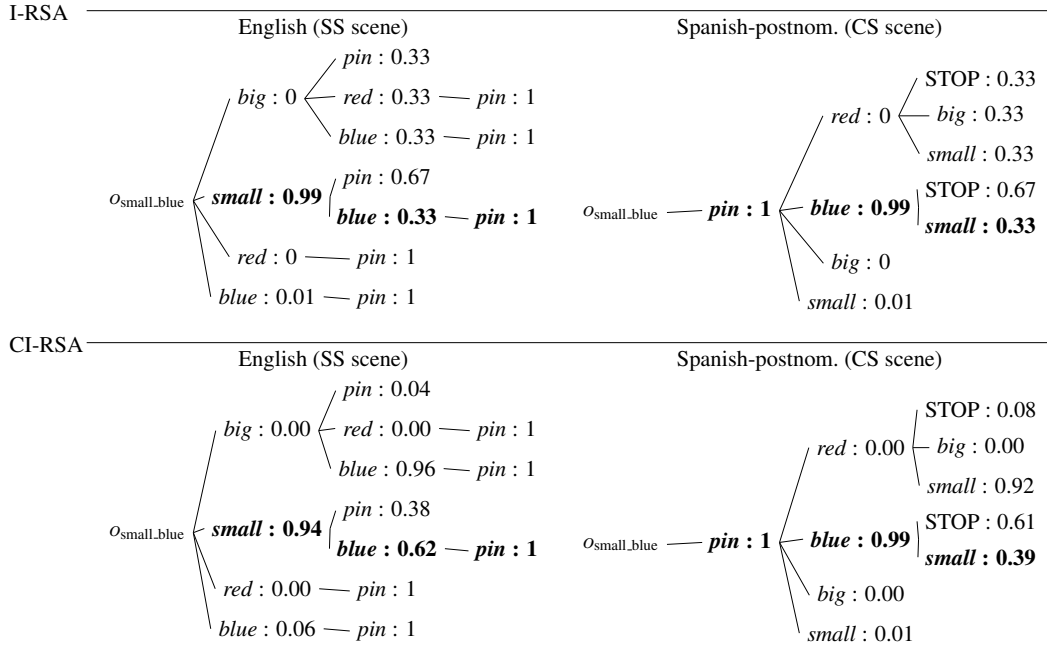 I-RSA
English (SS scene) Spanish-postnom. (CS scene)
pin : 0.33
big : 0 red : 0.33 pin : 1
blue : 0.33 pin : 1
o_small_blue small : 0.99 pin : 0.67
blue : 0.33 pin : 1
red : 0 pin : 1
blue : 0.01 pin : 1
STOP : 0.33
red : 0 big : 0.33
small : 0.33
o_small_blue pin : 1 blue : 0.99 STOP : 0.67
small : 0.33
big : 0
small : 0.01
CI-RSA
English (SS scene) Spanish-postnom. (CS scene)
pin : 0.04
big : 0.00 red : 0.00 pin : 1
blue : 0.96 pin : 1
o_small_blue small : 0.94 pin : 0.38
blue : 0.62 pin : 1
red : 0.00 pin : 1
blue : 0.06 pin : 1
STOP : 0.08
red : 0.00 big : 0.00
small : 0.92
o_small_blue pin : 1 blue : 0.99 STOP : 0.61
small : 0.39
big : 0.00
small : 0.01